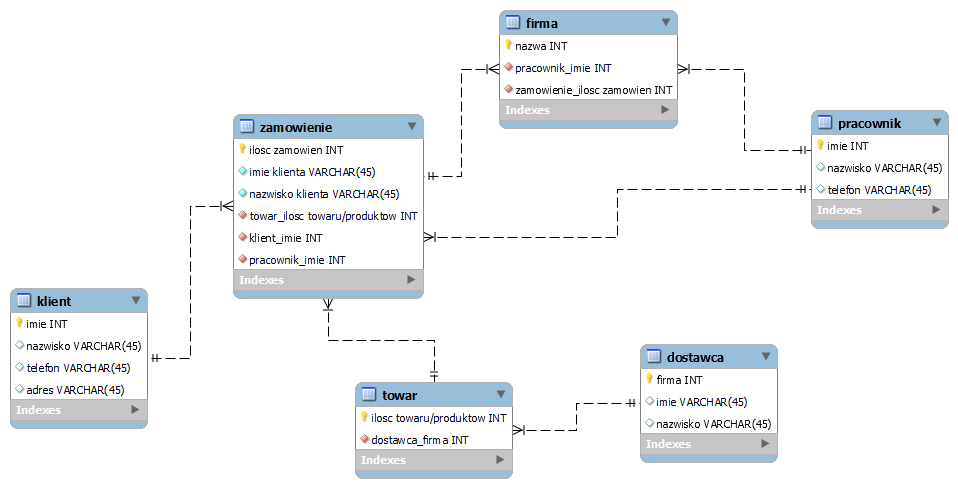 firma
nazwa INT
pracownik_imie INT
zamowienie_ilosc zamowien INT
Indexes
zamowienie
ilosc zamowien INT
imie klienta VARCHAR(45)
nazwisko klienta VARCHAR(45)
towar_ilosc towaru/produktow INT
klient_imie INT
pracownik_imie INT
Indexes
pracownik
imie INT
nazwisko VARCHAR(45)
telefon VARCHAR(45)
Indexes
klient
imie INT
nazwisko VARCHAR(45)
telefon VARCHAR(45)
adres VARCHAR(45)
Indexes
towar
ilosc towaru/produktow INT
dostawca_firma INT
Indexes
dostawca
firma INT
imie VARCHAR(45)
nazwisko VARCHAR(45)
Indexes